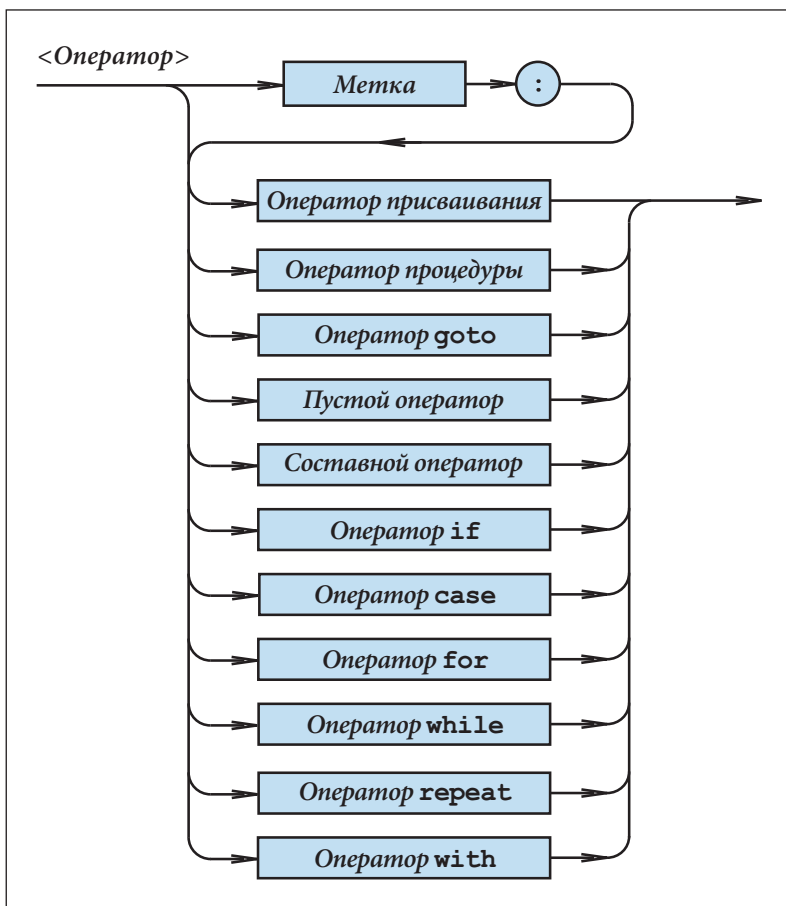 <Оператор>
Метка :
Оператор присваивания
Оператор процедуры
Оператор goto
Пустой оператор
Составной оператор
Оператор if
Оператор case
Оператор for
Оператор while
Оператор repeat
Оператор with